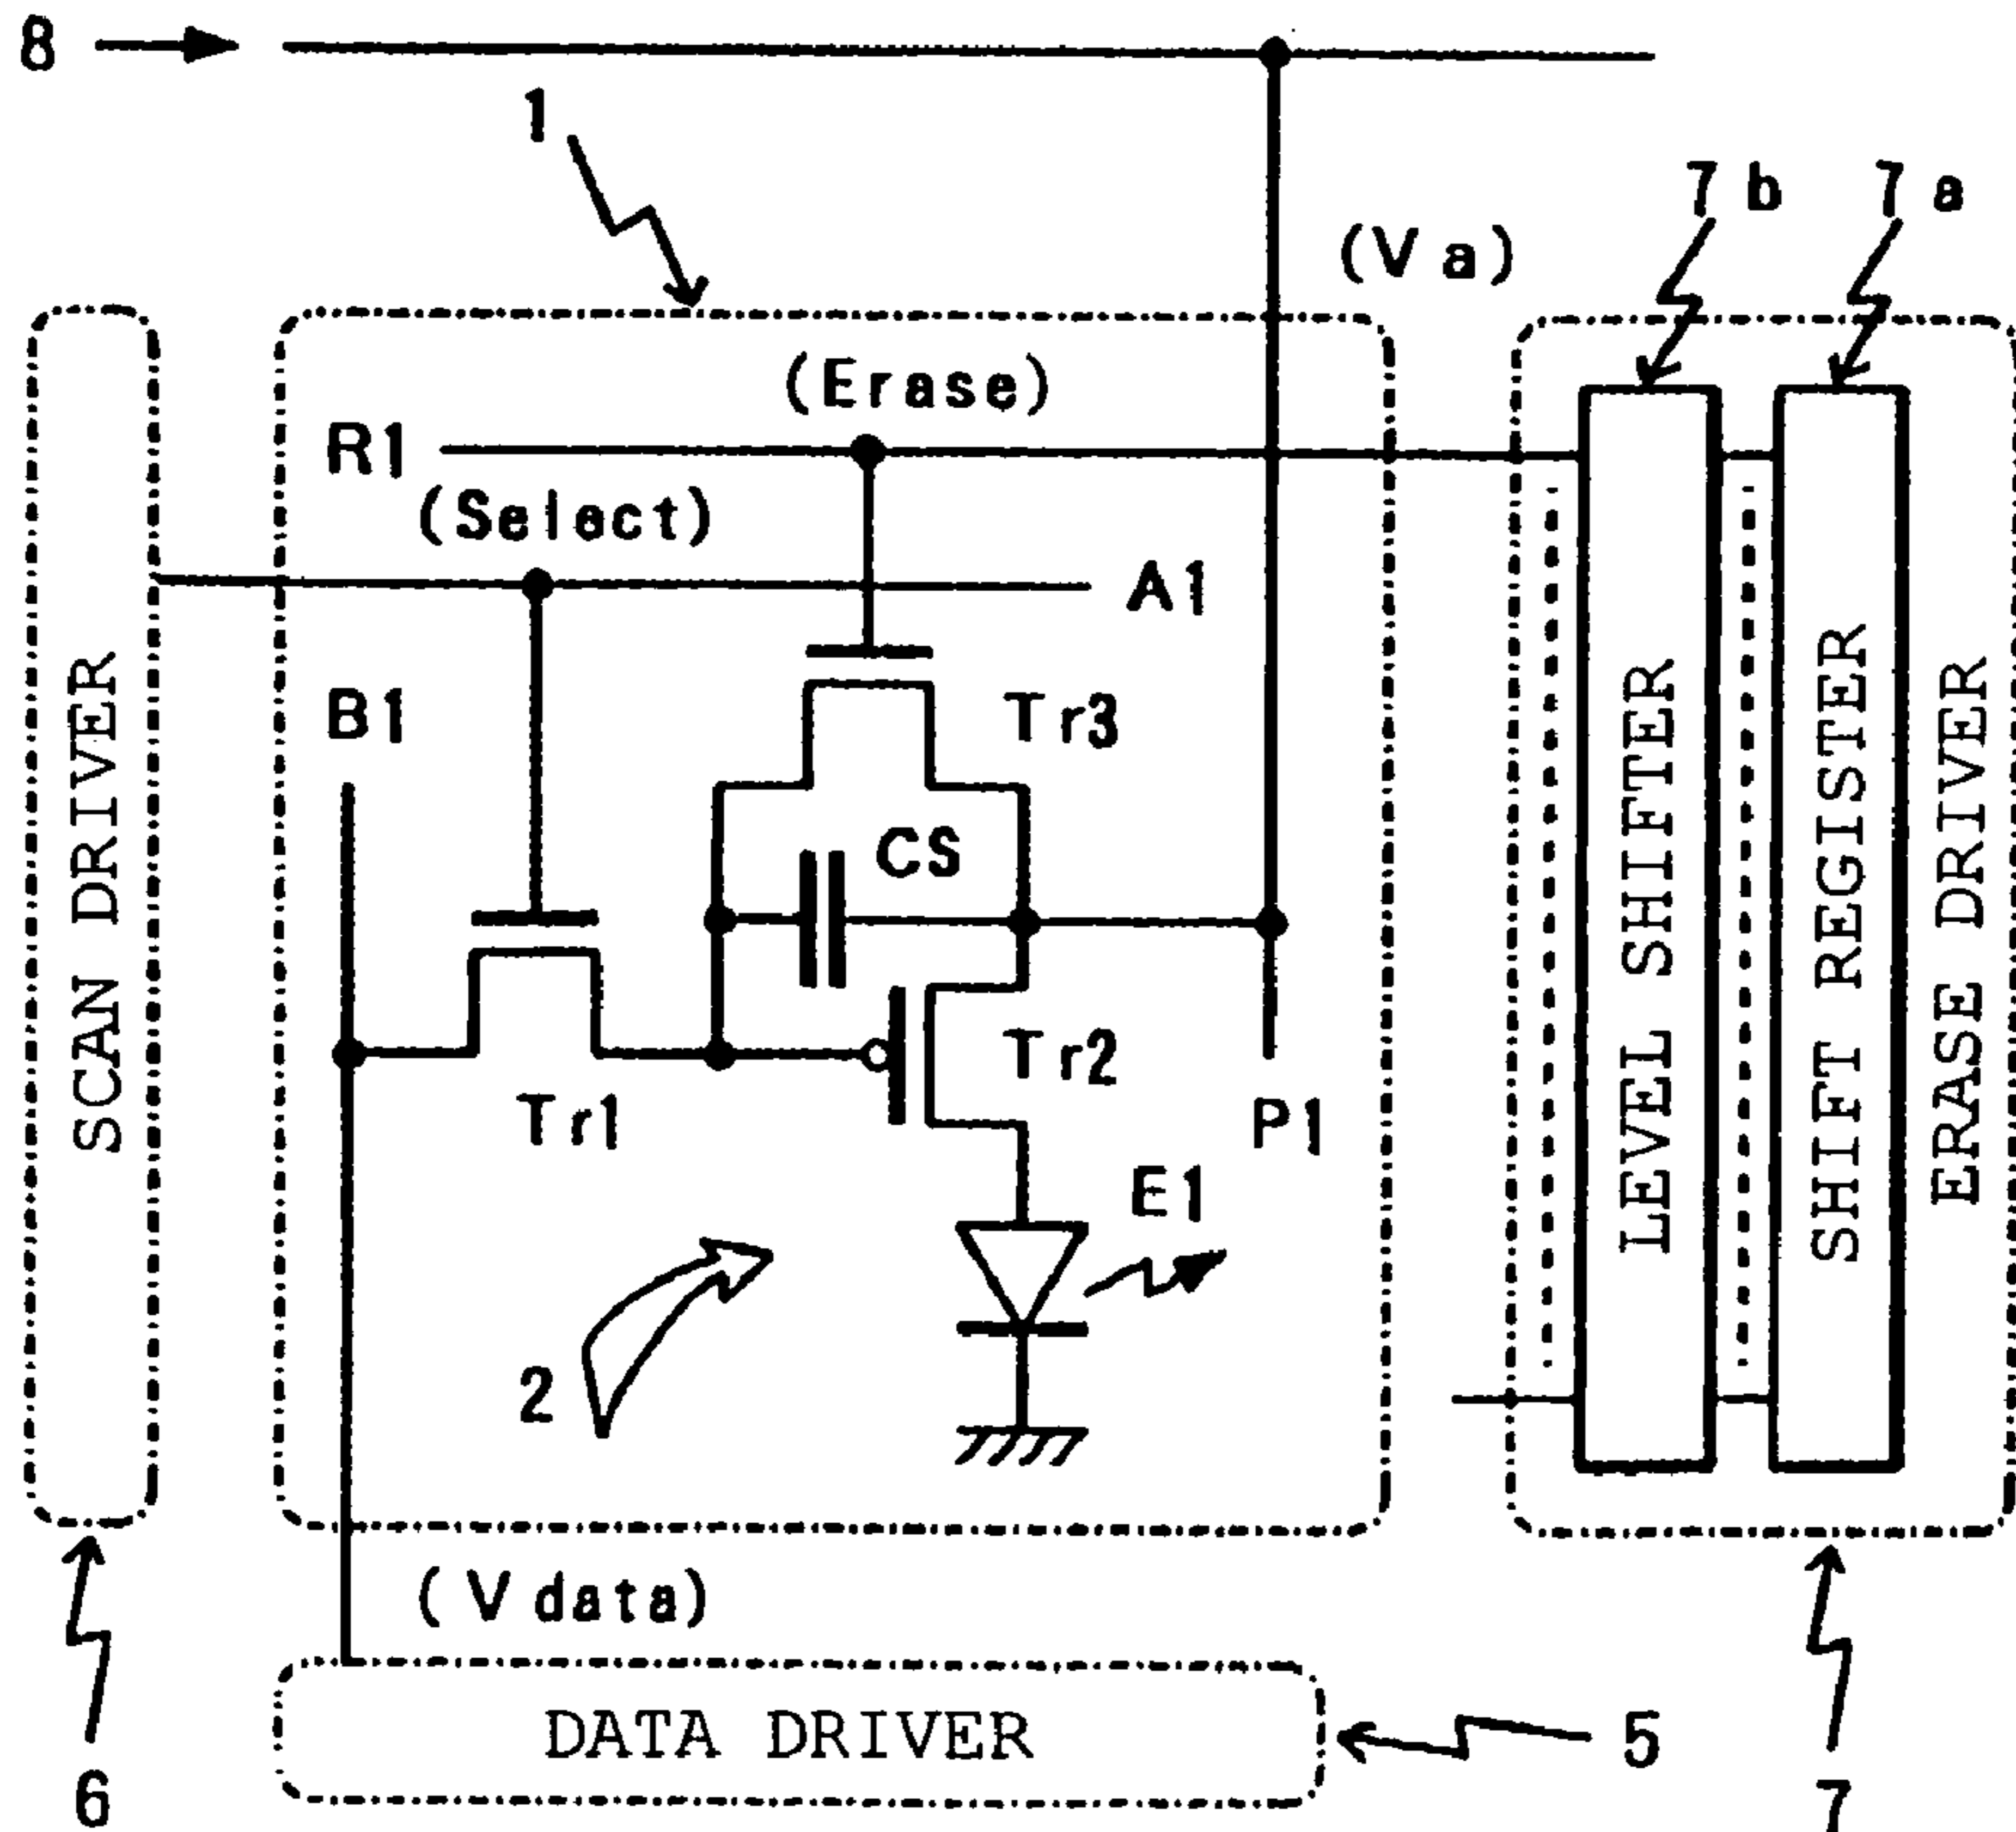 8
1
7b
7a
(Va)
(Erase)
R1
(Select)
A1
B1
Tr3
CS
Tr2
Tr1
P1
E1
2
SCAN DRIVER
LEVEL SHIFTER
SHIFT REGISTER
ERASE DRIVER
(Vdata)
DATA DRIVER
5
6
7